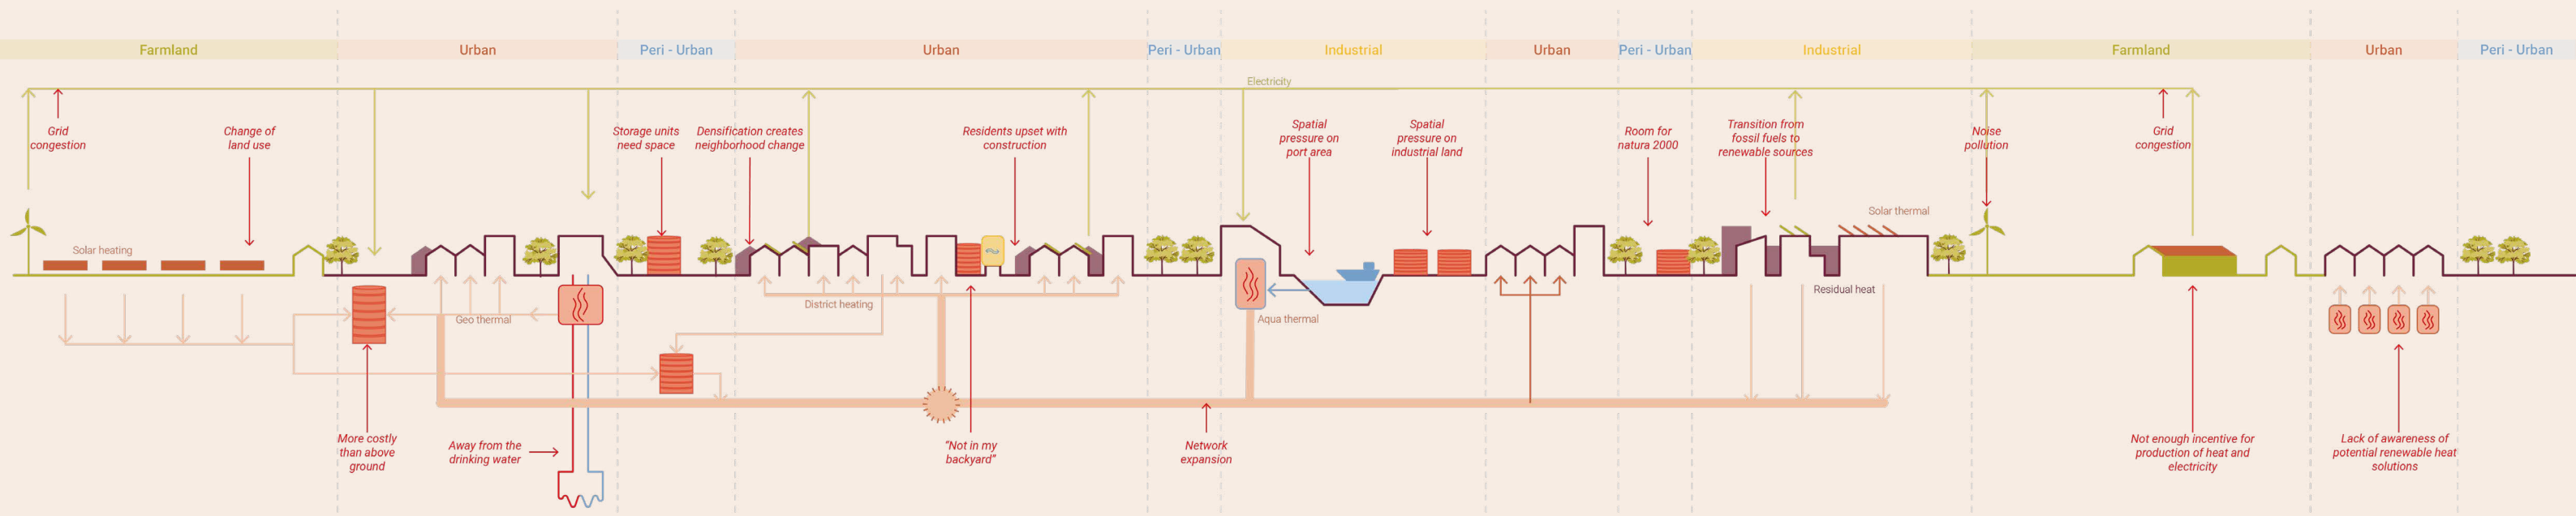 Farmland
Urban
Peri - Urban
Urban
Peri - Urban
Industrial
Urban
Peri - Urban
Industrial
Farmland
Urban
Peri - Urban
Electricity
Grid
congestion
Change of
land use
Storage units
need space
Densification creates
neighborhood change
Residents upset with
construction
Spatial
pressure on
port area
Spatial
pressure on
industrial land
Room for
natura 2000
Transition from
fossil fuels to
renewable sources
Noise
pollution
Grid
congestion
Solar heating
Solar thermal
Geo thermal
District heating
Aqua thermal
Residual heat
More costly
than above
ground
Away from the
drinking water
“Not in my
backyard”
Network
expansion
Not enough incentive for
production of heat and
electricity
Lack of awareness of
potential renewable heat
solutions